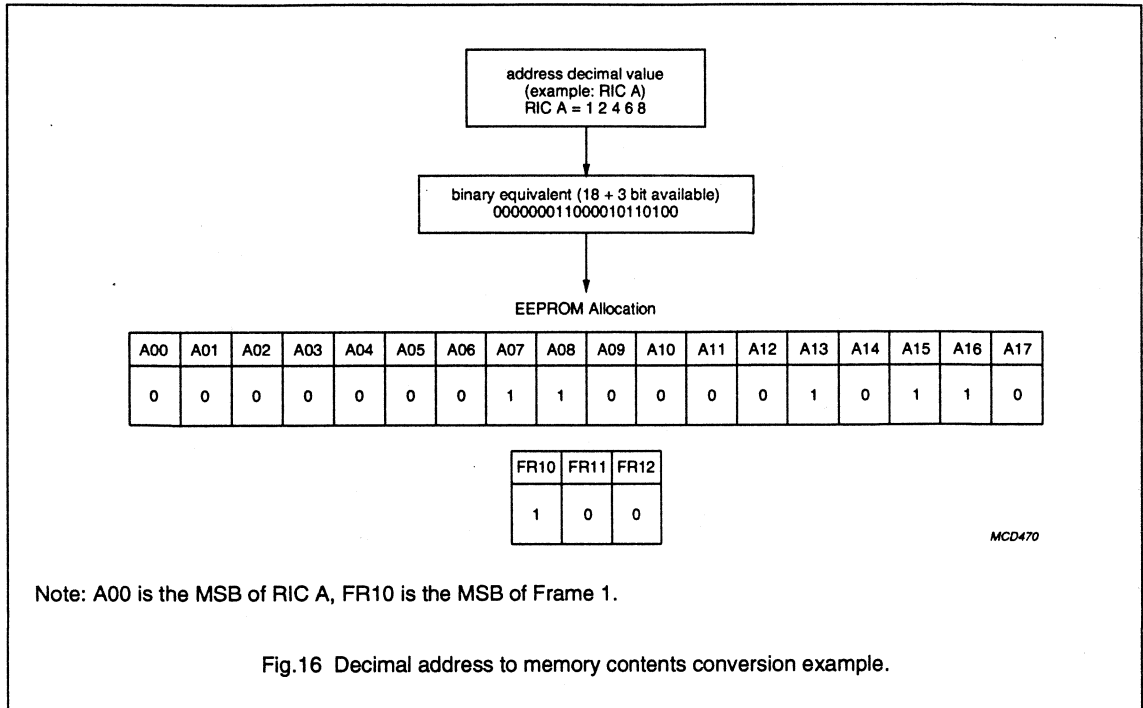 address decimal value
(example: RIC A)
RIC A = 1 2 4 6 8
binary equivalent (18 + 3 bit available)
000000011000010110100
EEPROM Allocation
A00 A01 A02 A03 A04 A05 A06 A07 A08 A09 A10 A11 A12 A13 A14 A15 A16 A17
0 0 0 0 0 0 0 1 1 0 0 0 0 1 0 1 1 0
FR10 FR11 FR12
1 0 0
MCD470
Note: A00 is the MSB of RIC A, FR10 is the MSB of Frame 1.
Fig.16 Decimal address to memory contents conversion example.